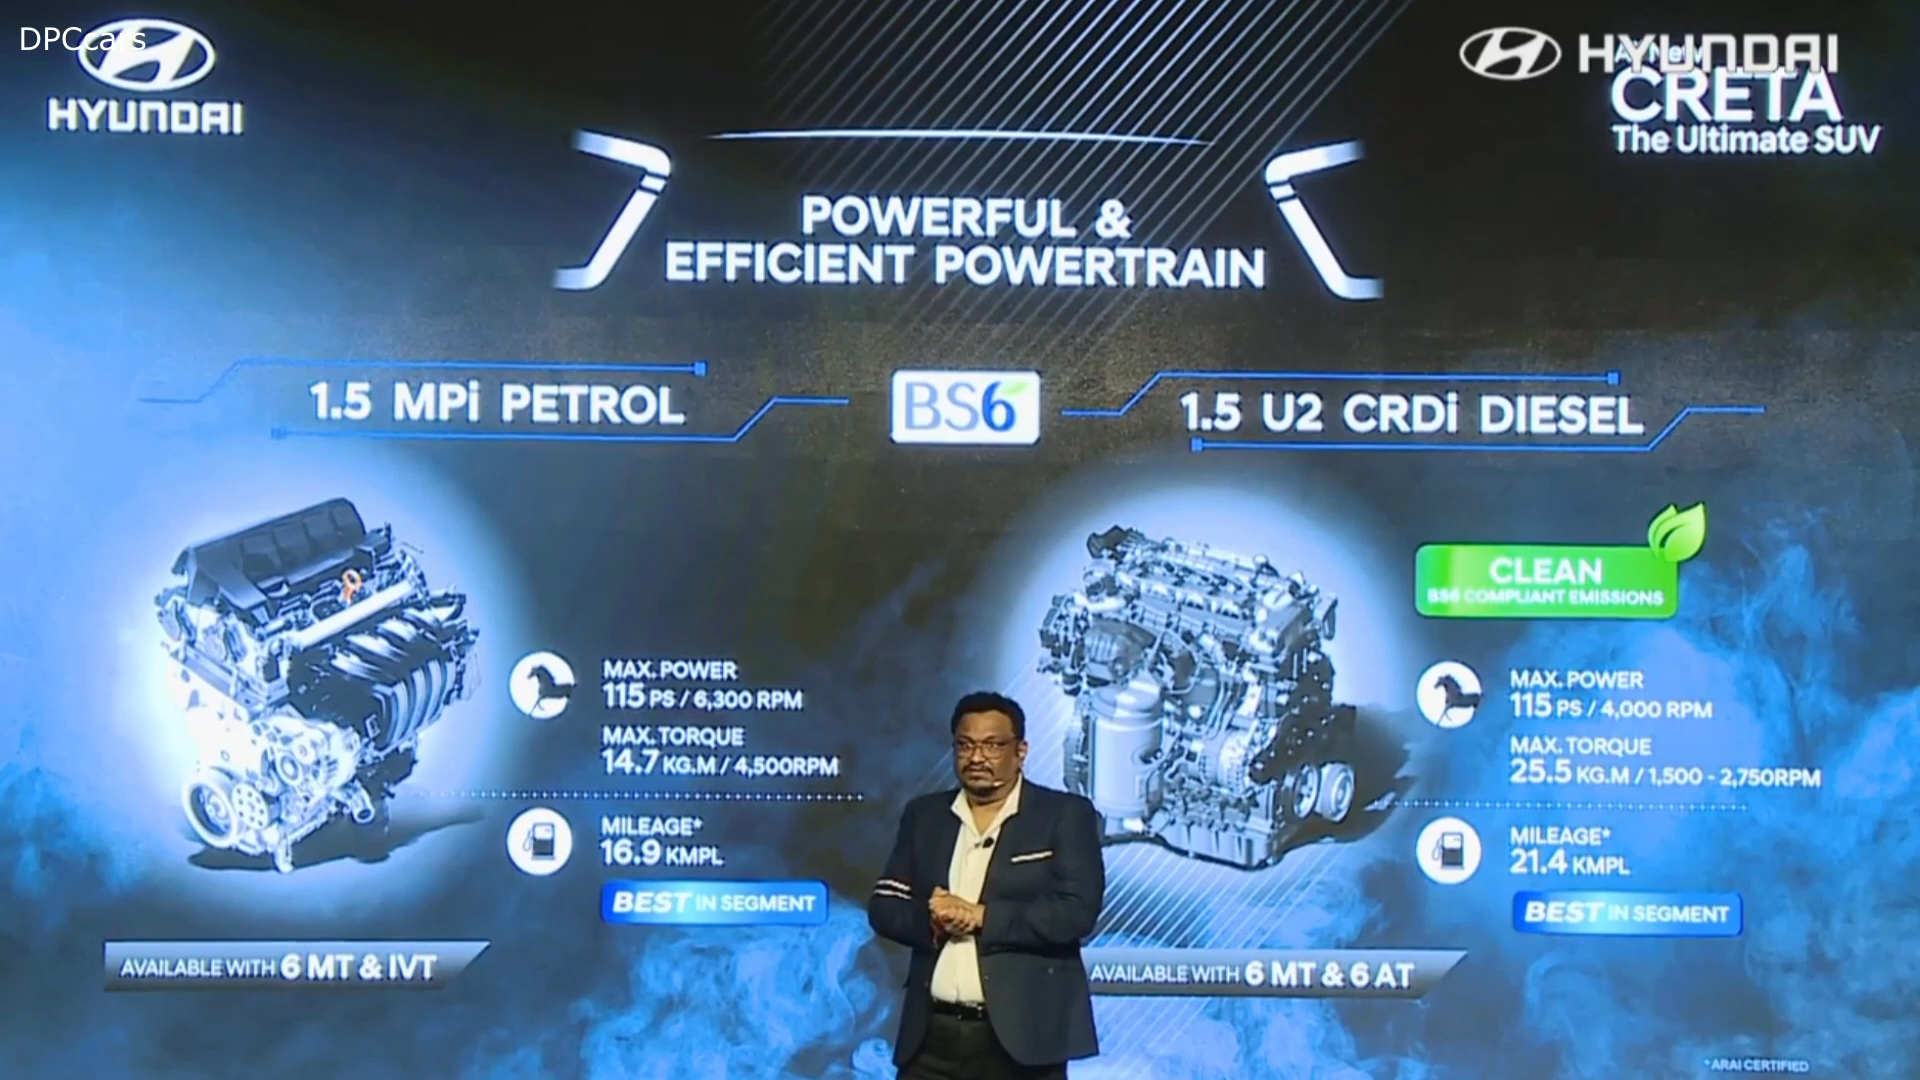 DPCcars
HYUNDAI
HYUNDAI
All New
CRETA
The Ultimate SUV
POWERFUL &
EFFICIENT POWERTRAIN
1.5 MPi PETROL
BS6
1.5 U2 CRDi DIESEL
CLEAN
BS6 COMPLIANT EMISSIONS
MAX. POWER
115 PS / 6,300 RPM
MAX. TORQUE
14.7 KG.M / 4,500RPM
MILEAGE*
16.9 KMPL
BEST IN SEGMENT
AVAILABLE WITH 6 MT & IVT
MAX. POWER
115 PS / 4,000 RPM
MAX. TORQUE
25.5 KG.M / 1,500 - 2,750RPM
MILEAGE*
21.4 KMPL
BEST IN SEGMENT
AVAILABLE WITH 6 MT & 6 AT
*ARAI CERTIFIED